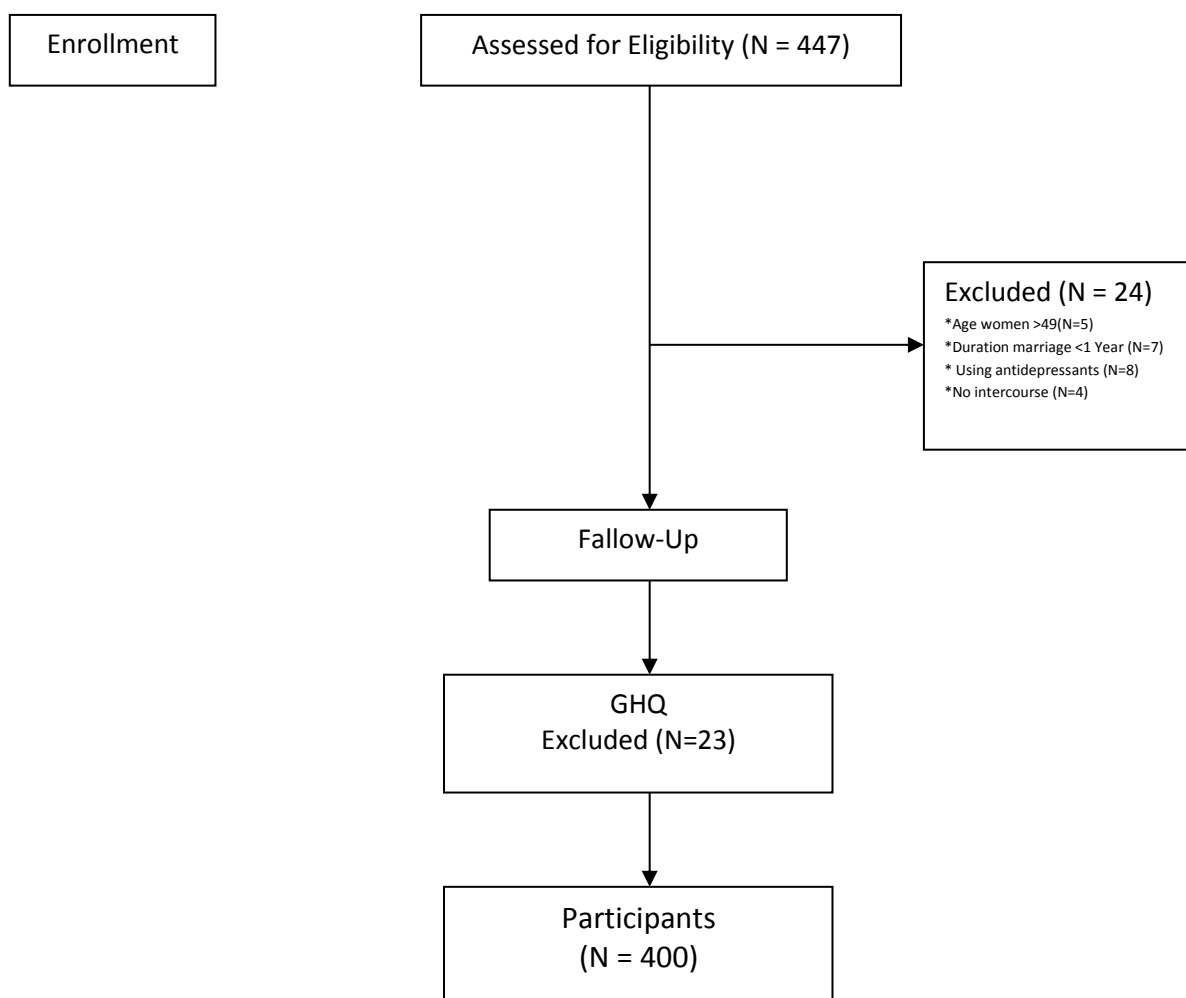 Enrollment
Assessed for Eligibility (N = 447)
Excluded (N = 24)
*Age women >49(N=5)
*Duration marriage <1 Year (N=7)
* Using antidepressants (N=8)
*No intercourse (N=4)
Fallow-Up
GHQ
Excluded (N=23)
Participants
(N = 400)